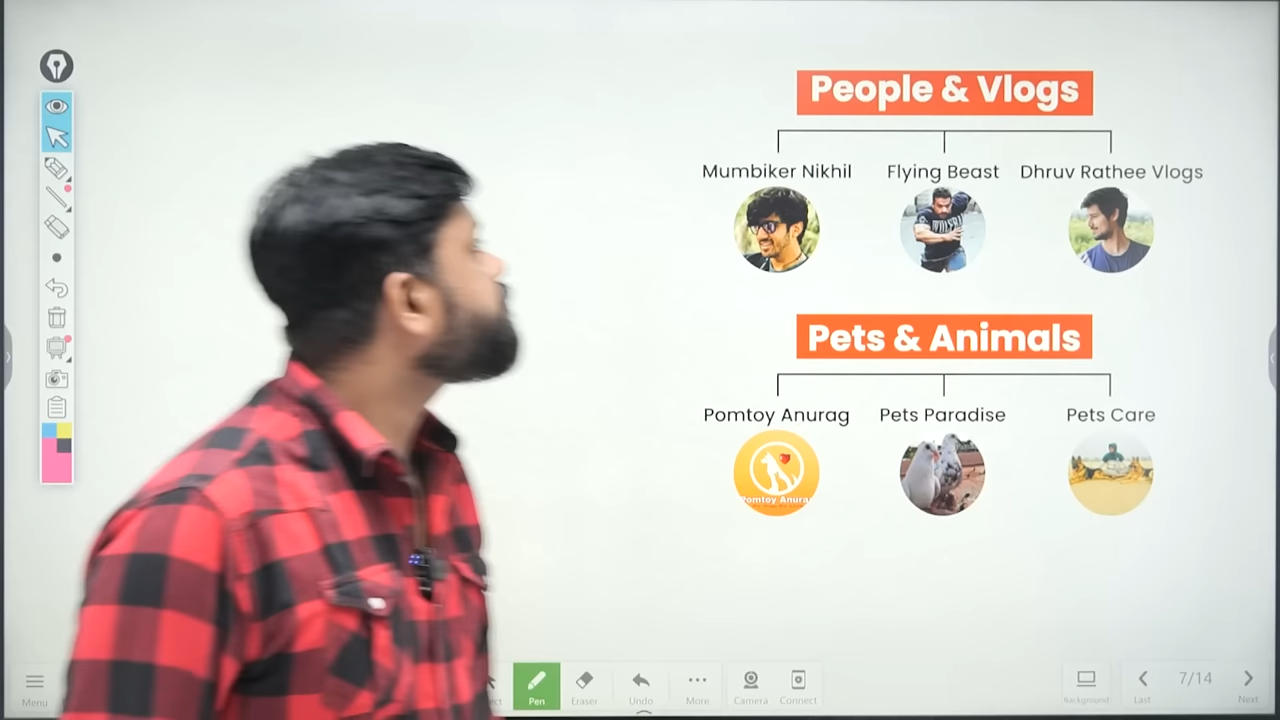 People & Vlogs
Mumbiker Nikhil
Flying Beast
Dhruv Rathee Vlogs
Pets & Animals
Pomtoy Anurag
Pets Paradise
Pets Care
Pomtoy Anurag
Menu
Pen
Eraser
Undo
More
Camera
Connect
Background
Last
7/14
Next